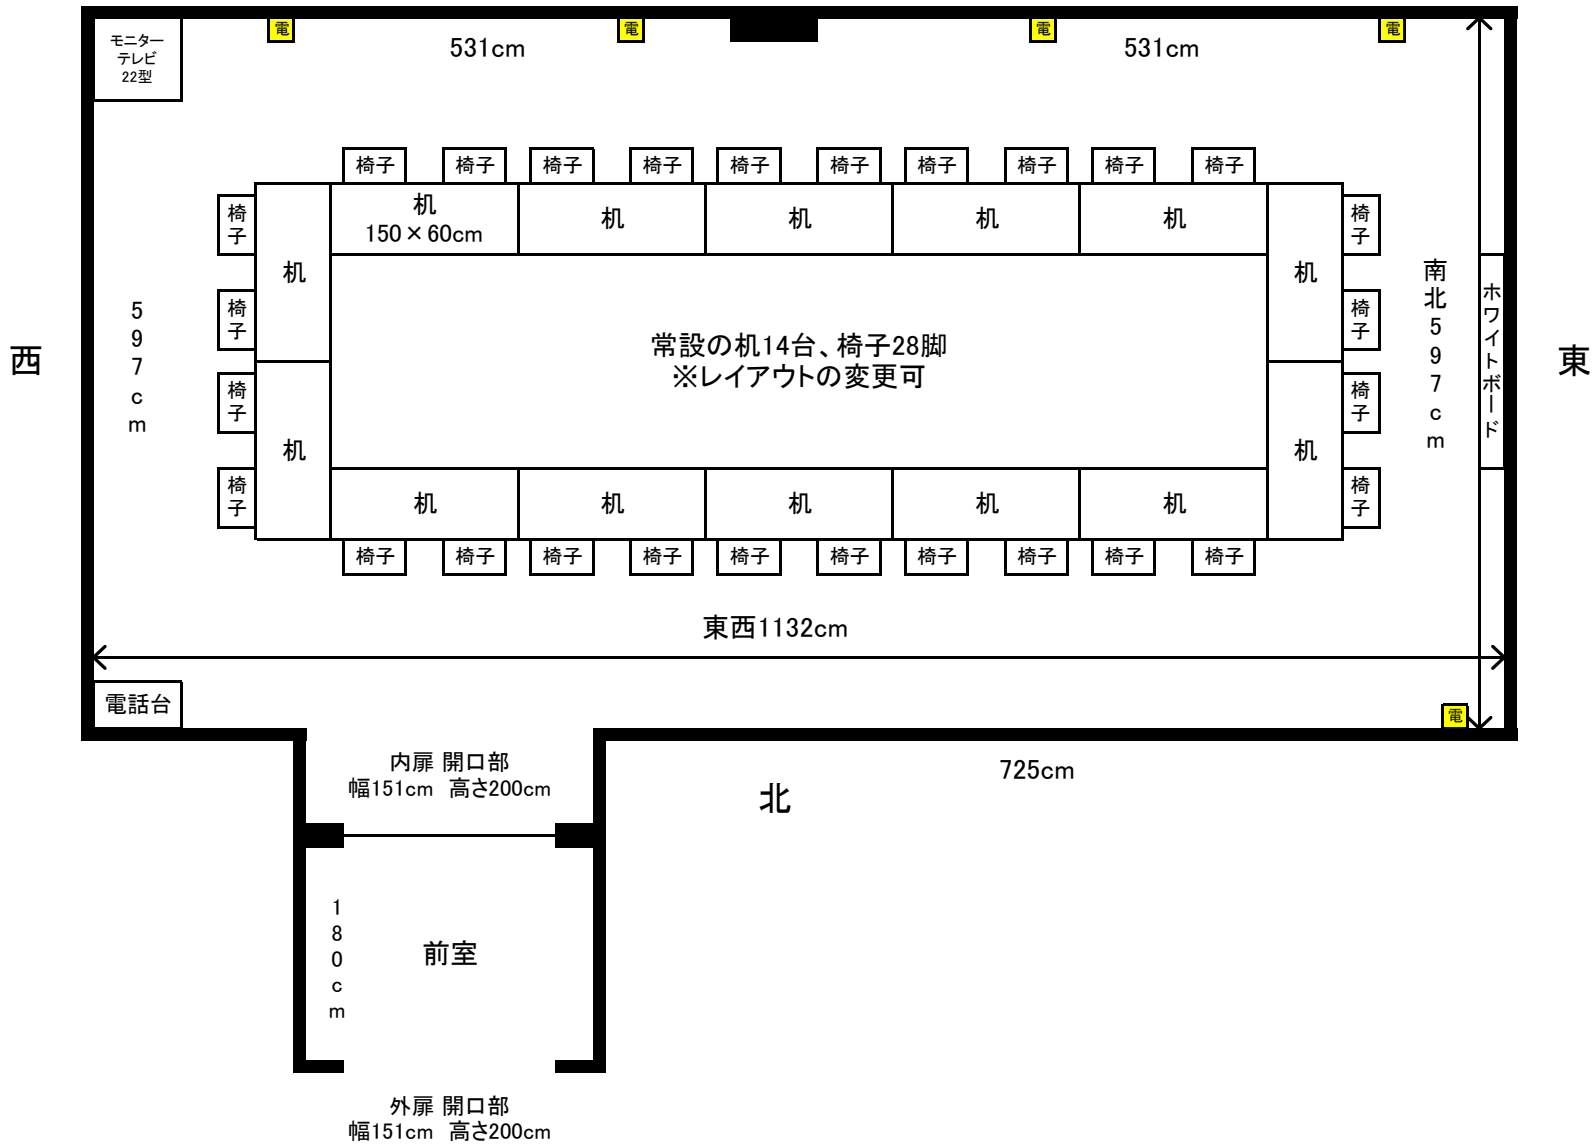 電
電
電
電
モニター
テレビ
22型
531cm
531cm
椅子
椅子
椅子
椅子
椅子
椅子
椅子
椅子
椅子
椅子
机
150×60cm
机
机
机
机
椅子
椅子
椅子
椅子
机
机
机
机
椅子
椅子
椅子
椅子
西
597cm
常設の机14台、椅子28脚
※レイアウトの変更可
南北597cm
ホワイトボード
東
机
机
机
机
机
椅子
椅子
椅子
椅子
椅子
椅子
椅子
椅子
椅子
椅子
東西1132cm
電話台
電
内扉 開口部
幅151cm 高さ200cm
725cm
北
180cm
前室
外扉 開口部
幅151cm 高さ200cm